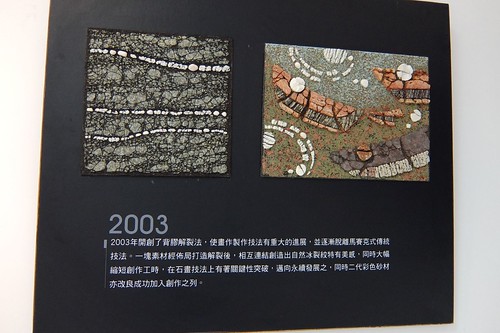 2003
2003年開創了背膠解裂法，使畫作製作技法有重大的進展，並逐漸脫離馬賽克式傳統
技法。一塊素材經佈局打造解裂後，相互連結創造出自然冰裂紋特有美感、同時大幅
縮短創作工時，在石畫技法上有著關鍵性突破，邁向永續發展之，同時二代彩色砂材
亦改良成功加入創作之列。